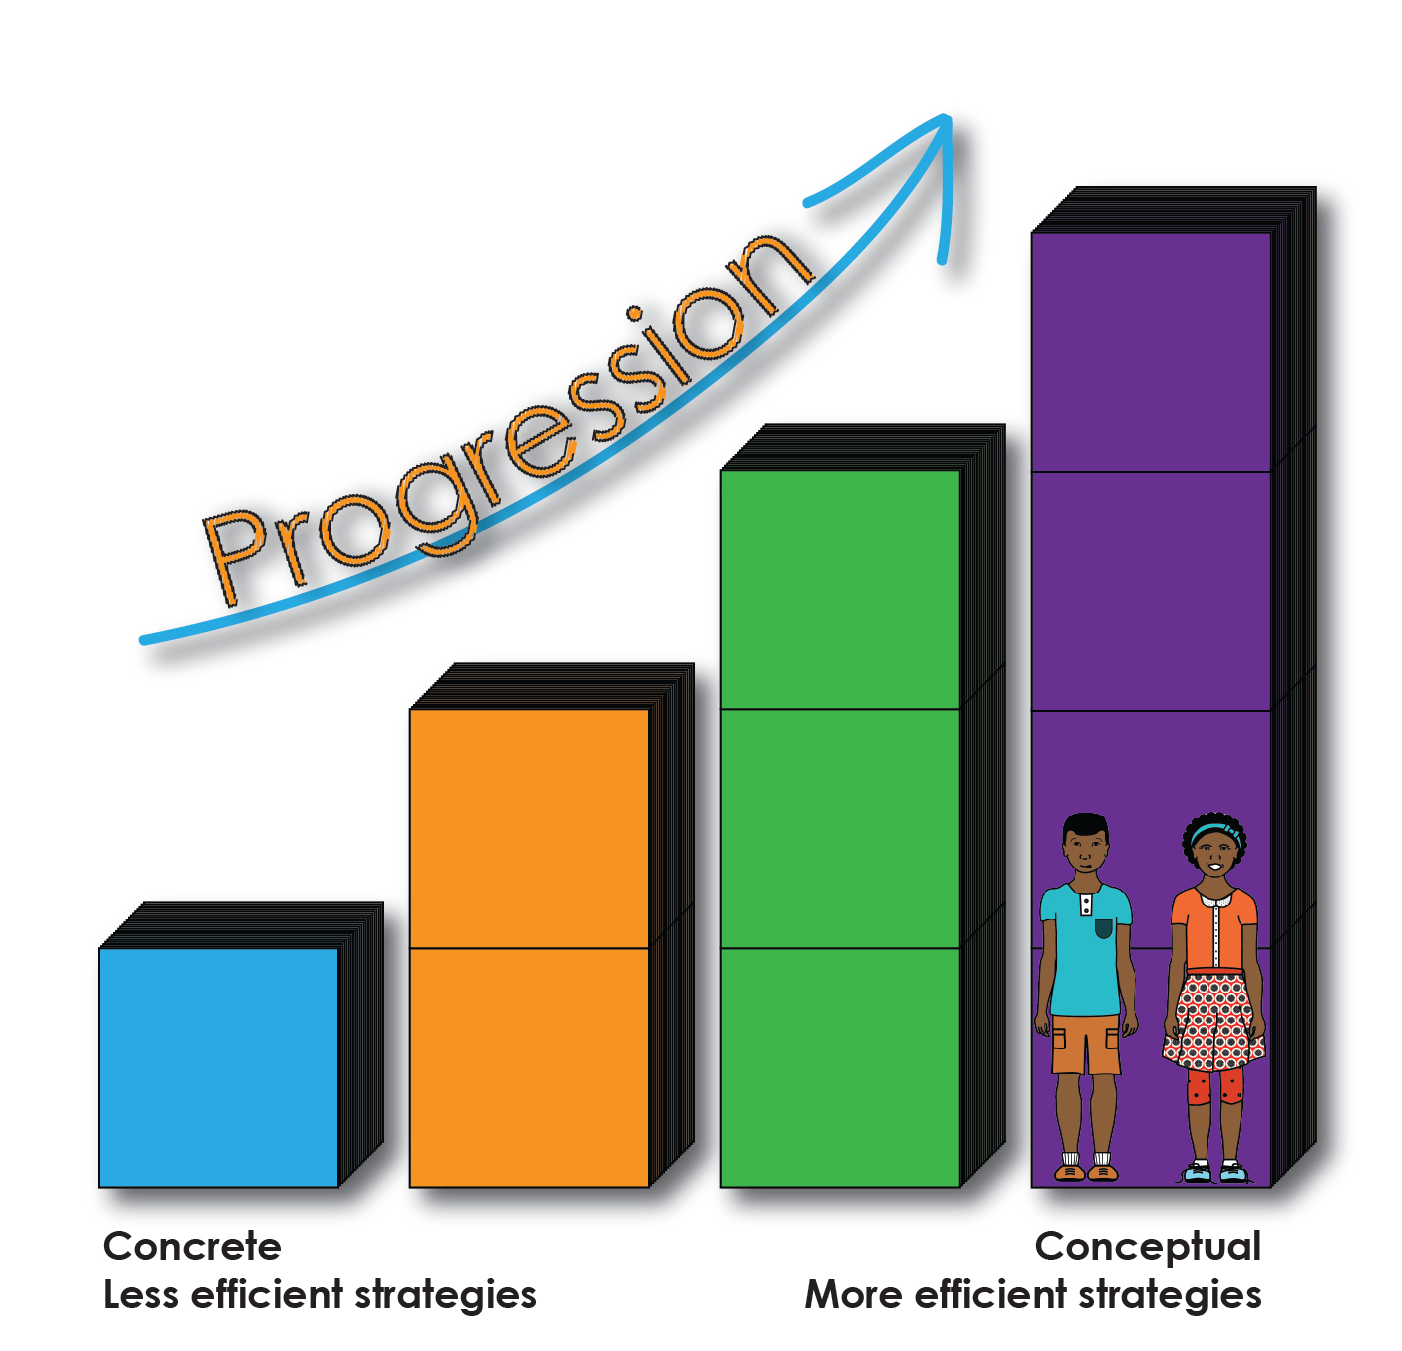 Progression
Concrete
Less efficient strategies
Conceptual
More efficient strategies